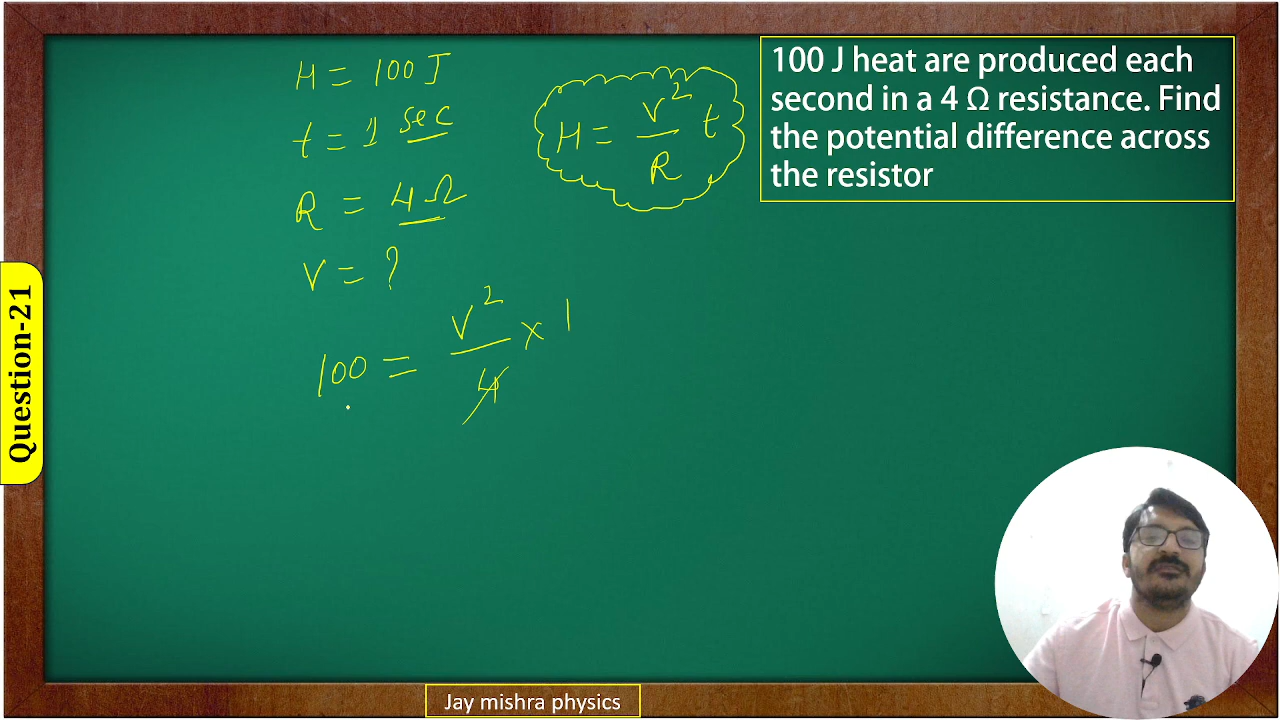 H = 100 J
t = 1 sec
R = 4 Ω
V = ?
H = V²/R t
100 = V²/4 × 1
100 J heat are produced each
second in a 4 Ω resistance. Find
the potential difference across
the resistor
Question-21
Jay mishra physics